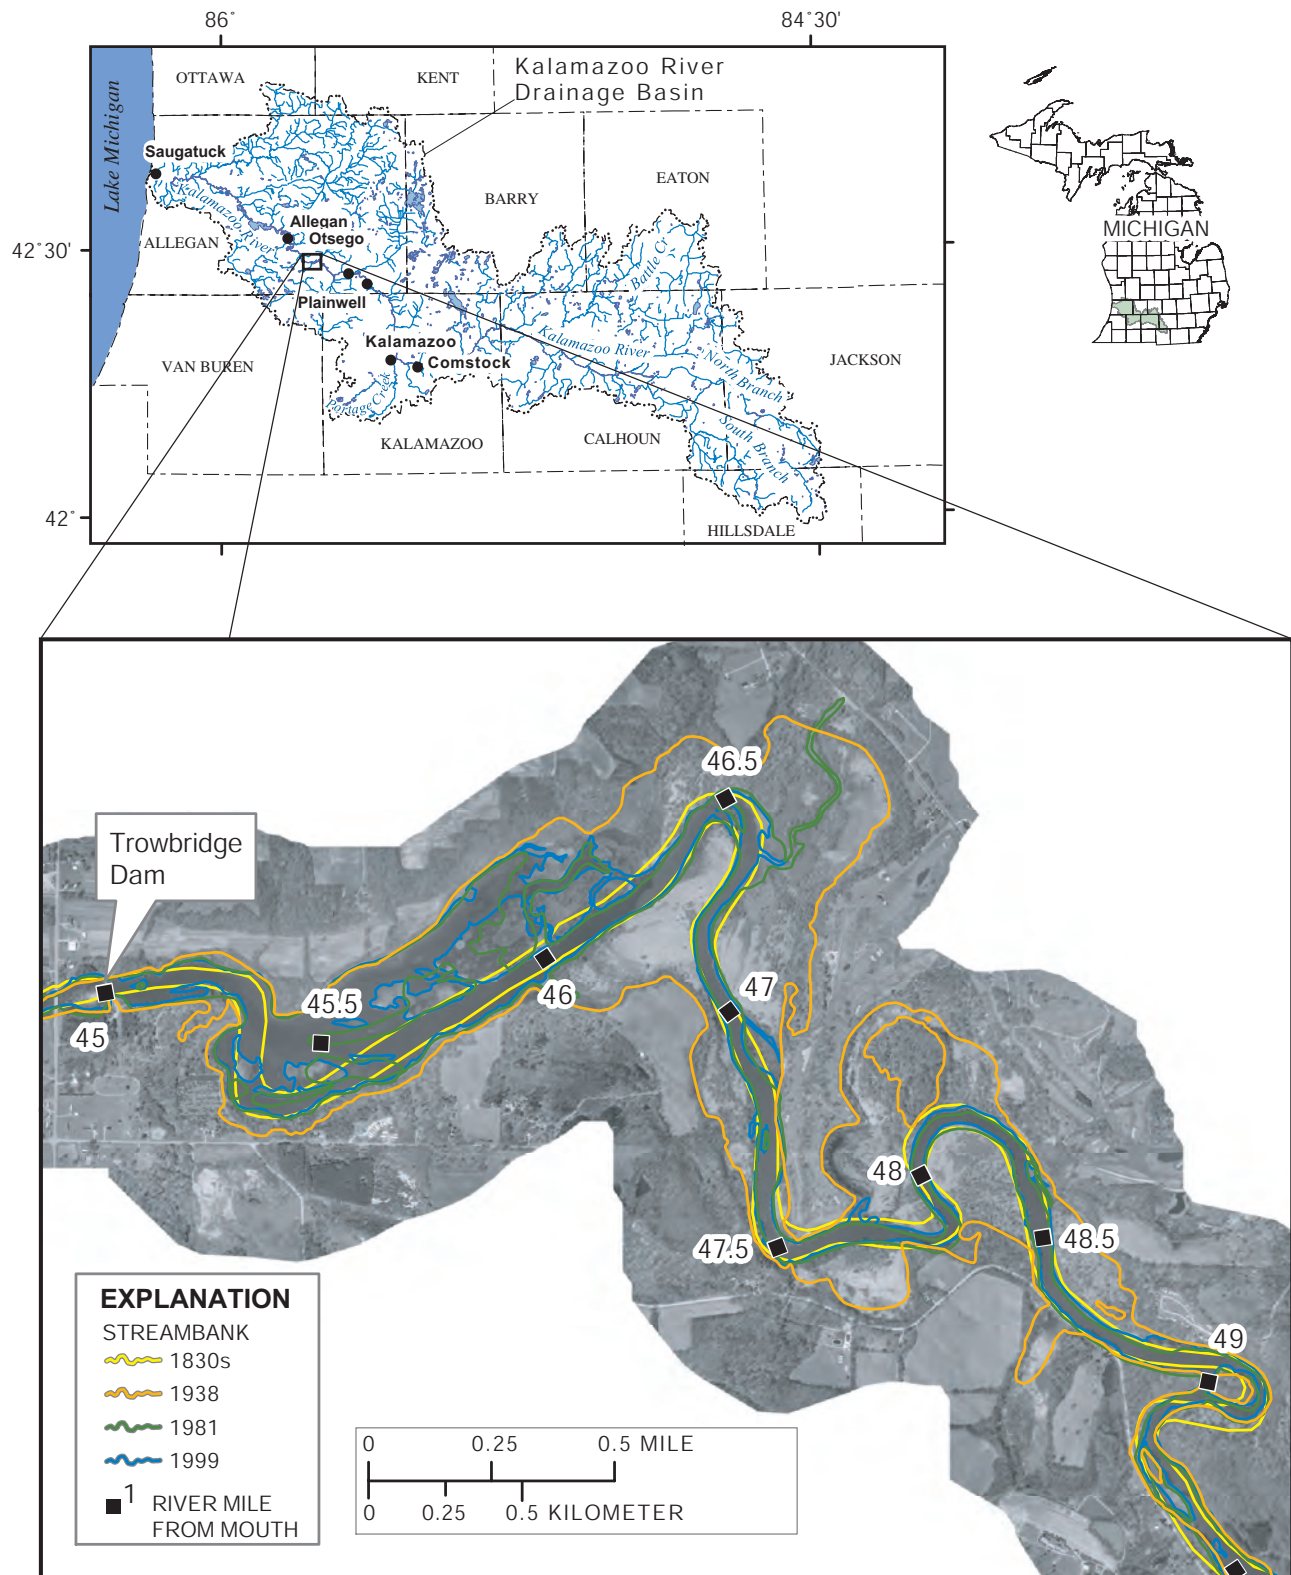 86°
84°30'
OTTAWA
KENT
Kalamazoo River
Drainage Basin
Lake Michigan
Saugatuck
Kalamazoo River
EATON
BARRY
MICHIGAN
ALLEGAN
Allegan
Otsego
42°30'
Battle Cr.
Plainwell
Kalamazoo
Comstock
Kalamazoo River
North Branch
JACKSON
VAN BUREN
Portage Creek
KALAMAZOO
CALHOUN
South Branch
42°
HILLSDALE
46.5
Trowbridge
Dam
45
45.5
46
47
48
47.5
48.5
49
EXPLANATION
STREAMBANK
1830s
1938
1981
1999
1
RIVER MILE
FROM MOUTH
0
0.25
0.5 MILE
0
0.25
0.5 KILOMETER